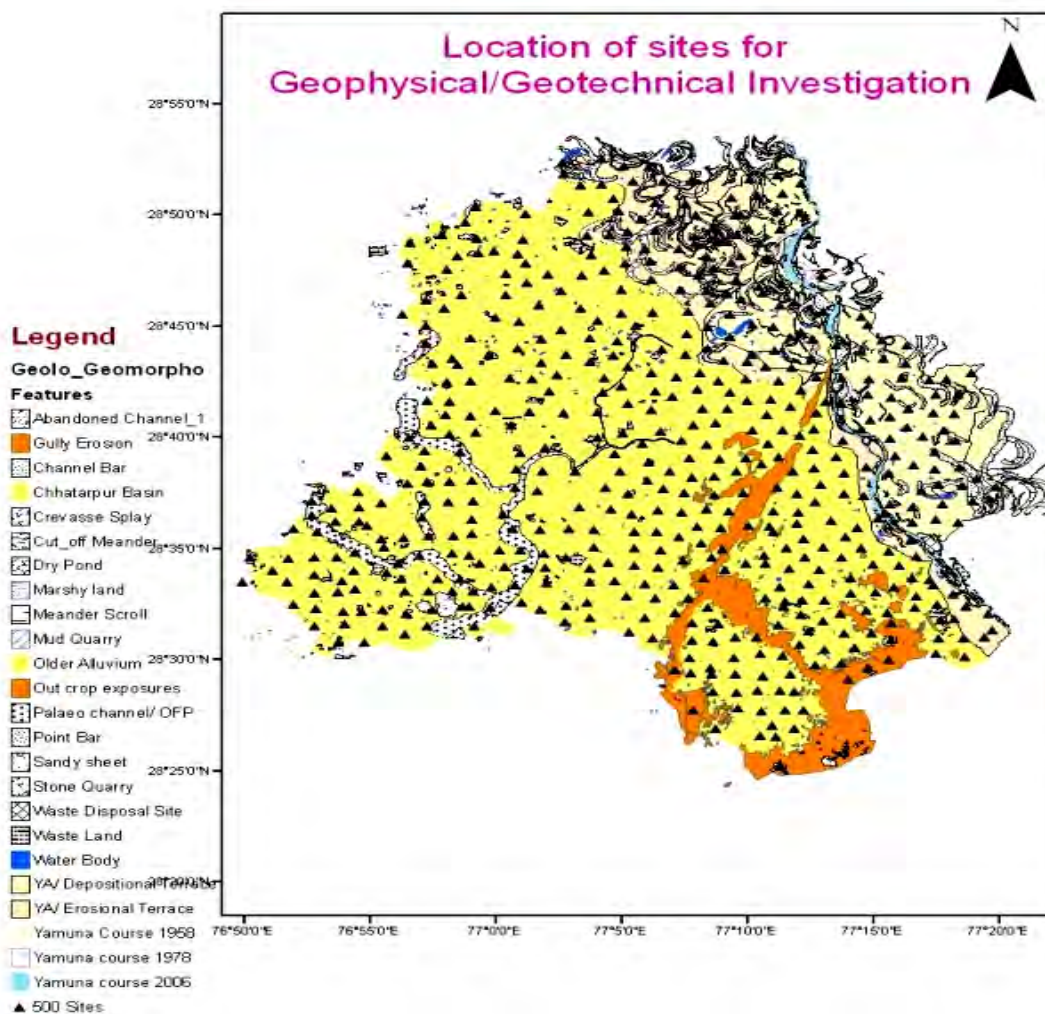 Location of sites for
Geophysical/Geotechnical Investigation
N
28°55'0"N
28°50'0"N
28°45'0"N
28°40'0"N
28°35'0"N
28°30'0"N
28°25'0"N
76°50'0"E
76°55'0"E
77°0'0"E
77°5'0"E
77°10'0"E
77°15'0"E
77°20'0"E
Legend
Geolo_Geomorpho
Features
Abandoned Channel_1
Gully Erosion
Channel Bar
Chhatarpur Basin
Crevasse Splay
Cut_off Meander
Dry Pond
Marshy land
Meander Scroll
Mud Quarry
Older Alluvium
Out crop exposures
Palaeo channel/ OFP
Point Bar
Sandy sheet
Stone Quarry
Waste Disposal Site
Waste Land
Water Body
YA/ Depositional Terrace
YA/ Erosional Terrace
Yamuna Course 1958
Yamuna course 1978
Yamuna course 2006
500 Sites